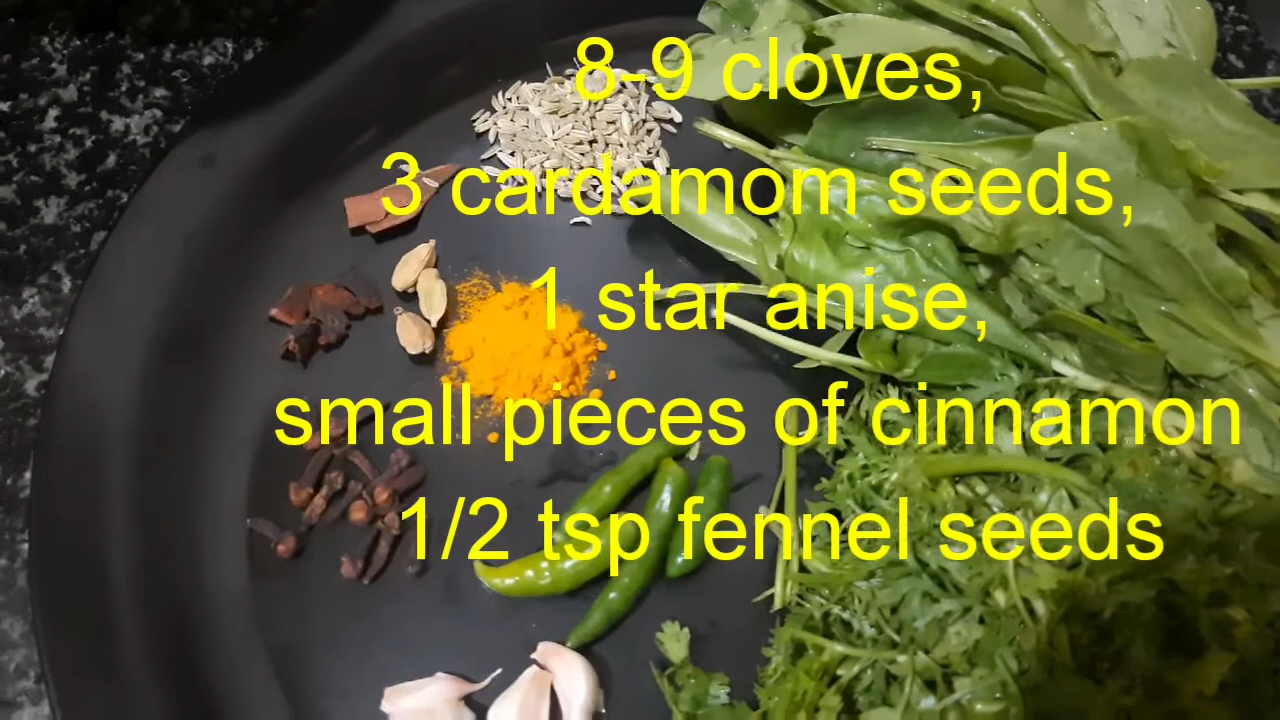 8-9 cloves,
3 cardamom seeds,
1 star anise,
small pieces of cinnamon
1/2 tsp fennel seeds